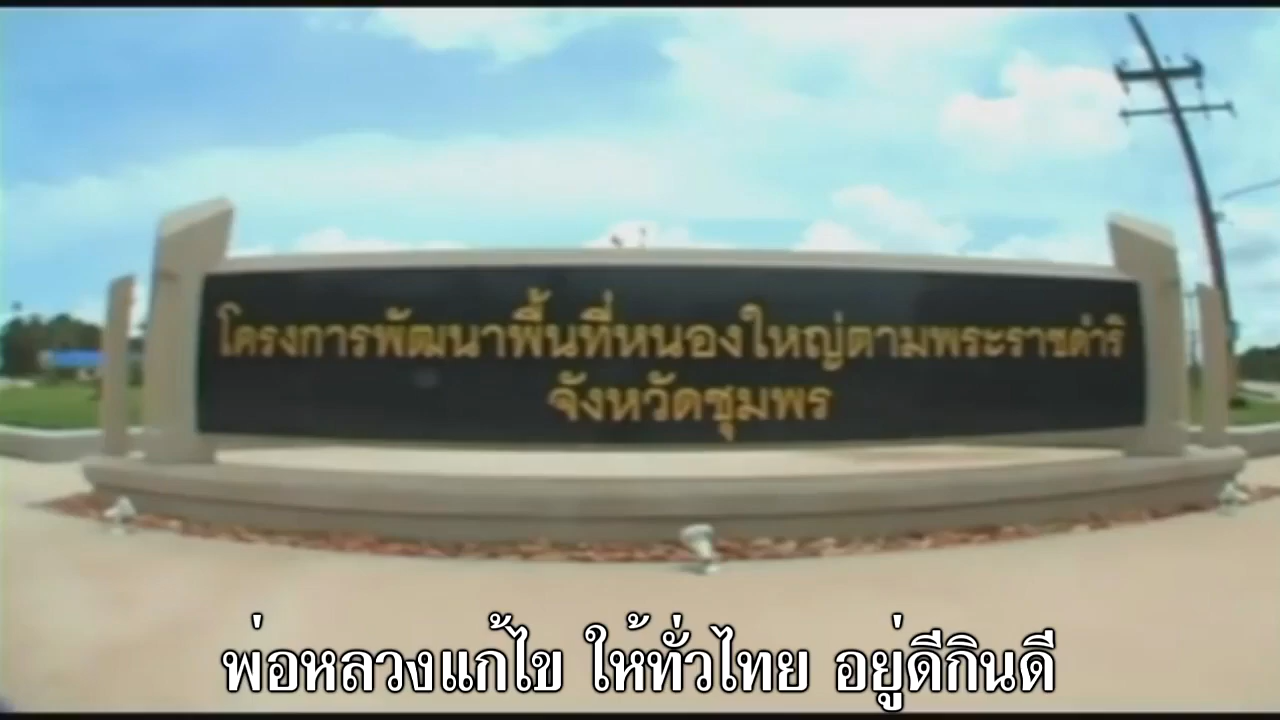 โครงการพัฒนาพื้นที่หนองใหญ่ตามพระราชดำริ
จังหวัดชุมพร
พ่อหลวงแก้ไข ให้ทั่วไทย อยู่ดีกินดี